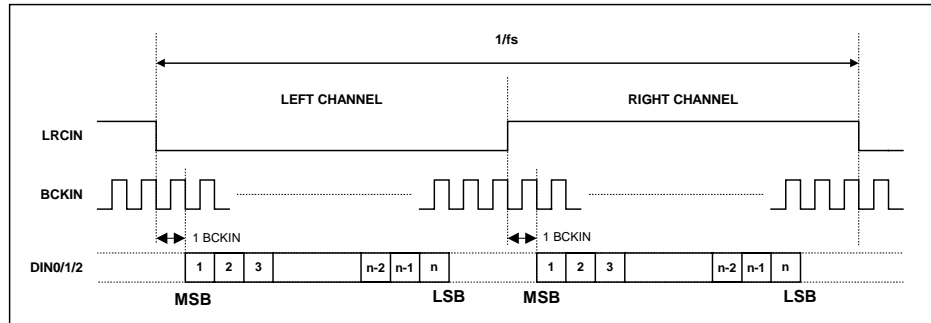 1/fs
LEFT CHANNEL RIGHT CHANNEL
LRCIN
BCKIN
1 BCKIN 1 BCKIN
DIN0/1/2 1 2 3 n-2 n-1 n 1 2 3 n-2 n-1 n
MSB LSB MSB LSB